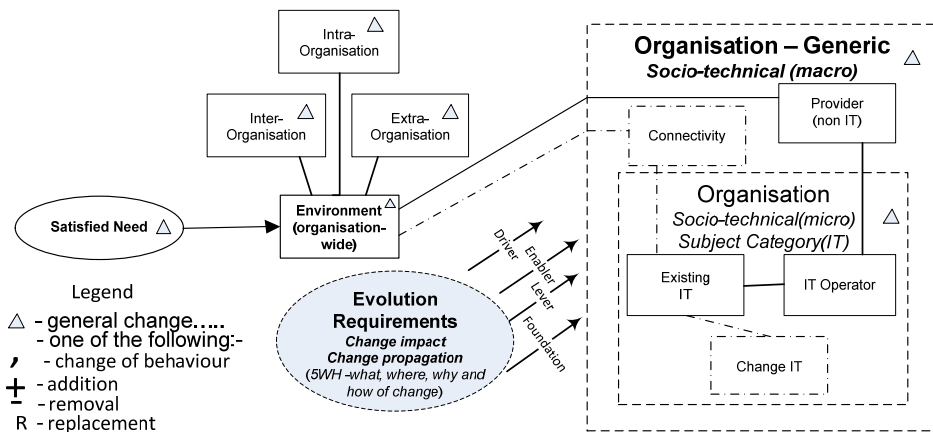 Intra-
Organisation
Inter-
Organisation
Extra-
Organisation
Satisfied Need
Environment
(organisation-
wide)
Organisation – Generic
Socio-technical (macro)
Provider
(non IT)
Connectivity
Organisation
Socio-technical(micro)
Subject Category(IT)
Existing
IT
IT Operator
Change IT
Driver
Enabler
Lever
Foundation
Evolution
Requirements
Change impact
Change propagation
(5WH -what, where, why and
how of change)
Legend
- general change.....
- one of the following:-
, - change of behaviour
+ - addition
- - removal
R - replacement